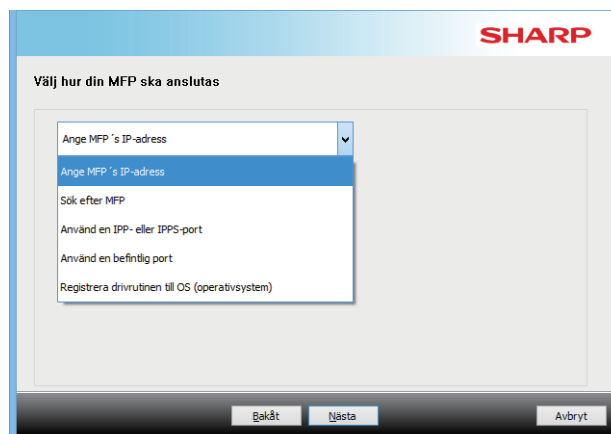 SHARP
Välj hur din MFP ska anslutas
Ange MFP ´s IP-adress
Ange MFP ´s IP-adress
Sök efter MFP
Använd en IPP- eller IPPS-port
Använd en befintlig port
Registrera drivrutinen till OS (operativsystem)
Bakåt Nästa Avbryt